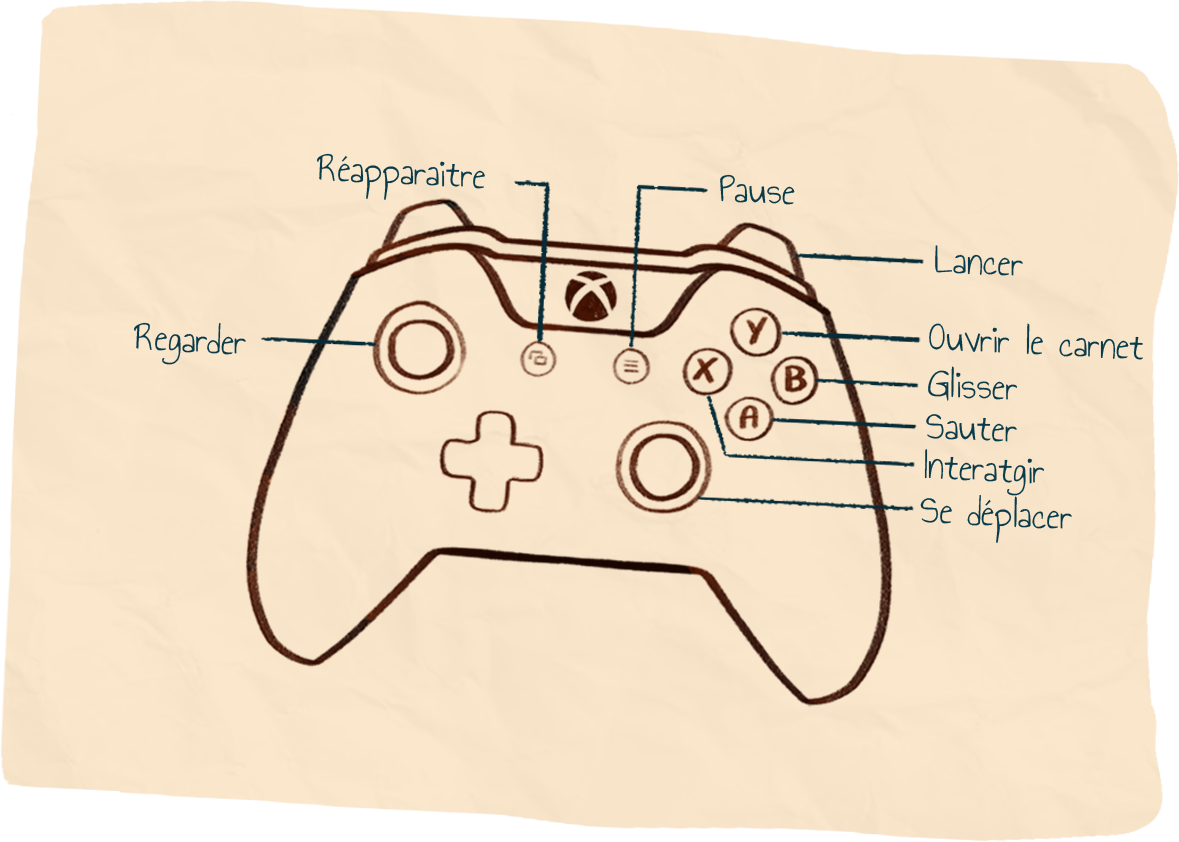 Réapparaitre
Pause
Lancer
Regarder
Ouvrir le carnet
Y
X
B
Glisser
A
Sauter
Interatgir
Se déplacer